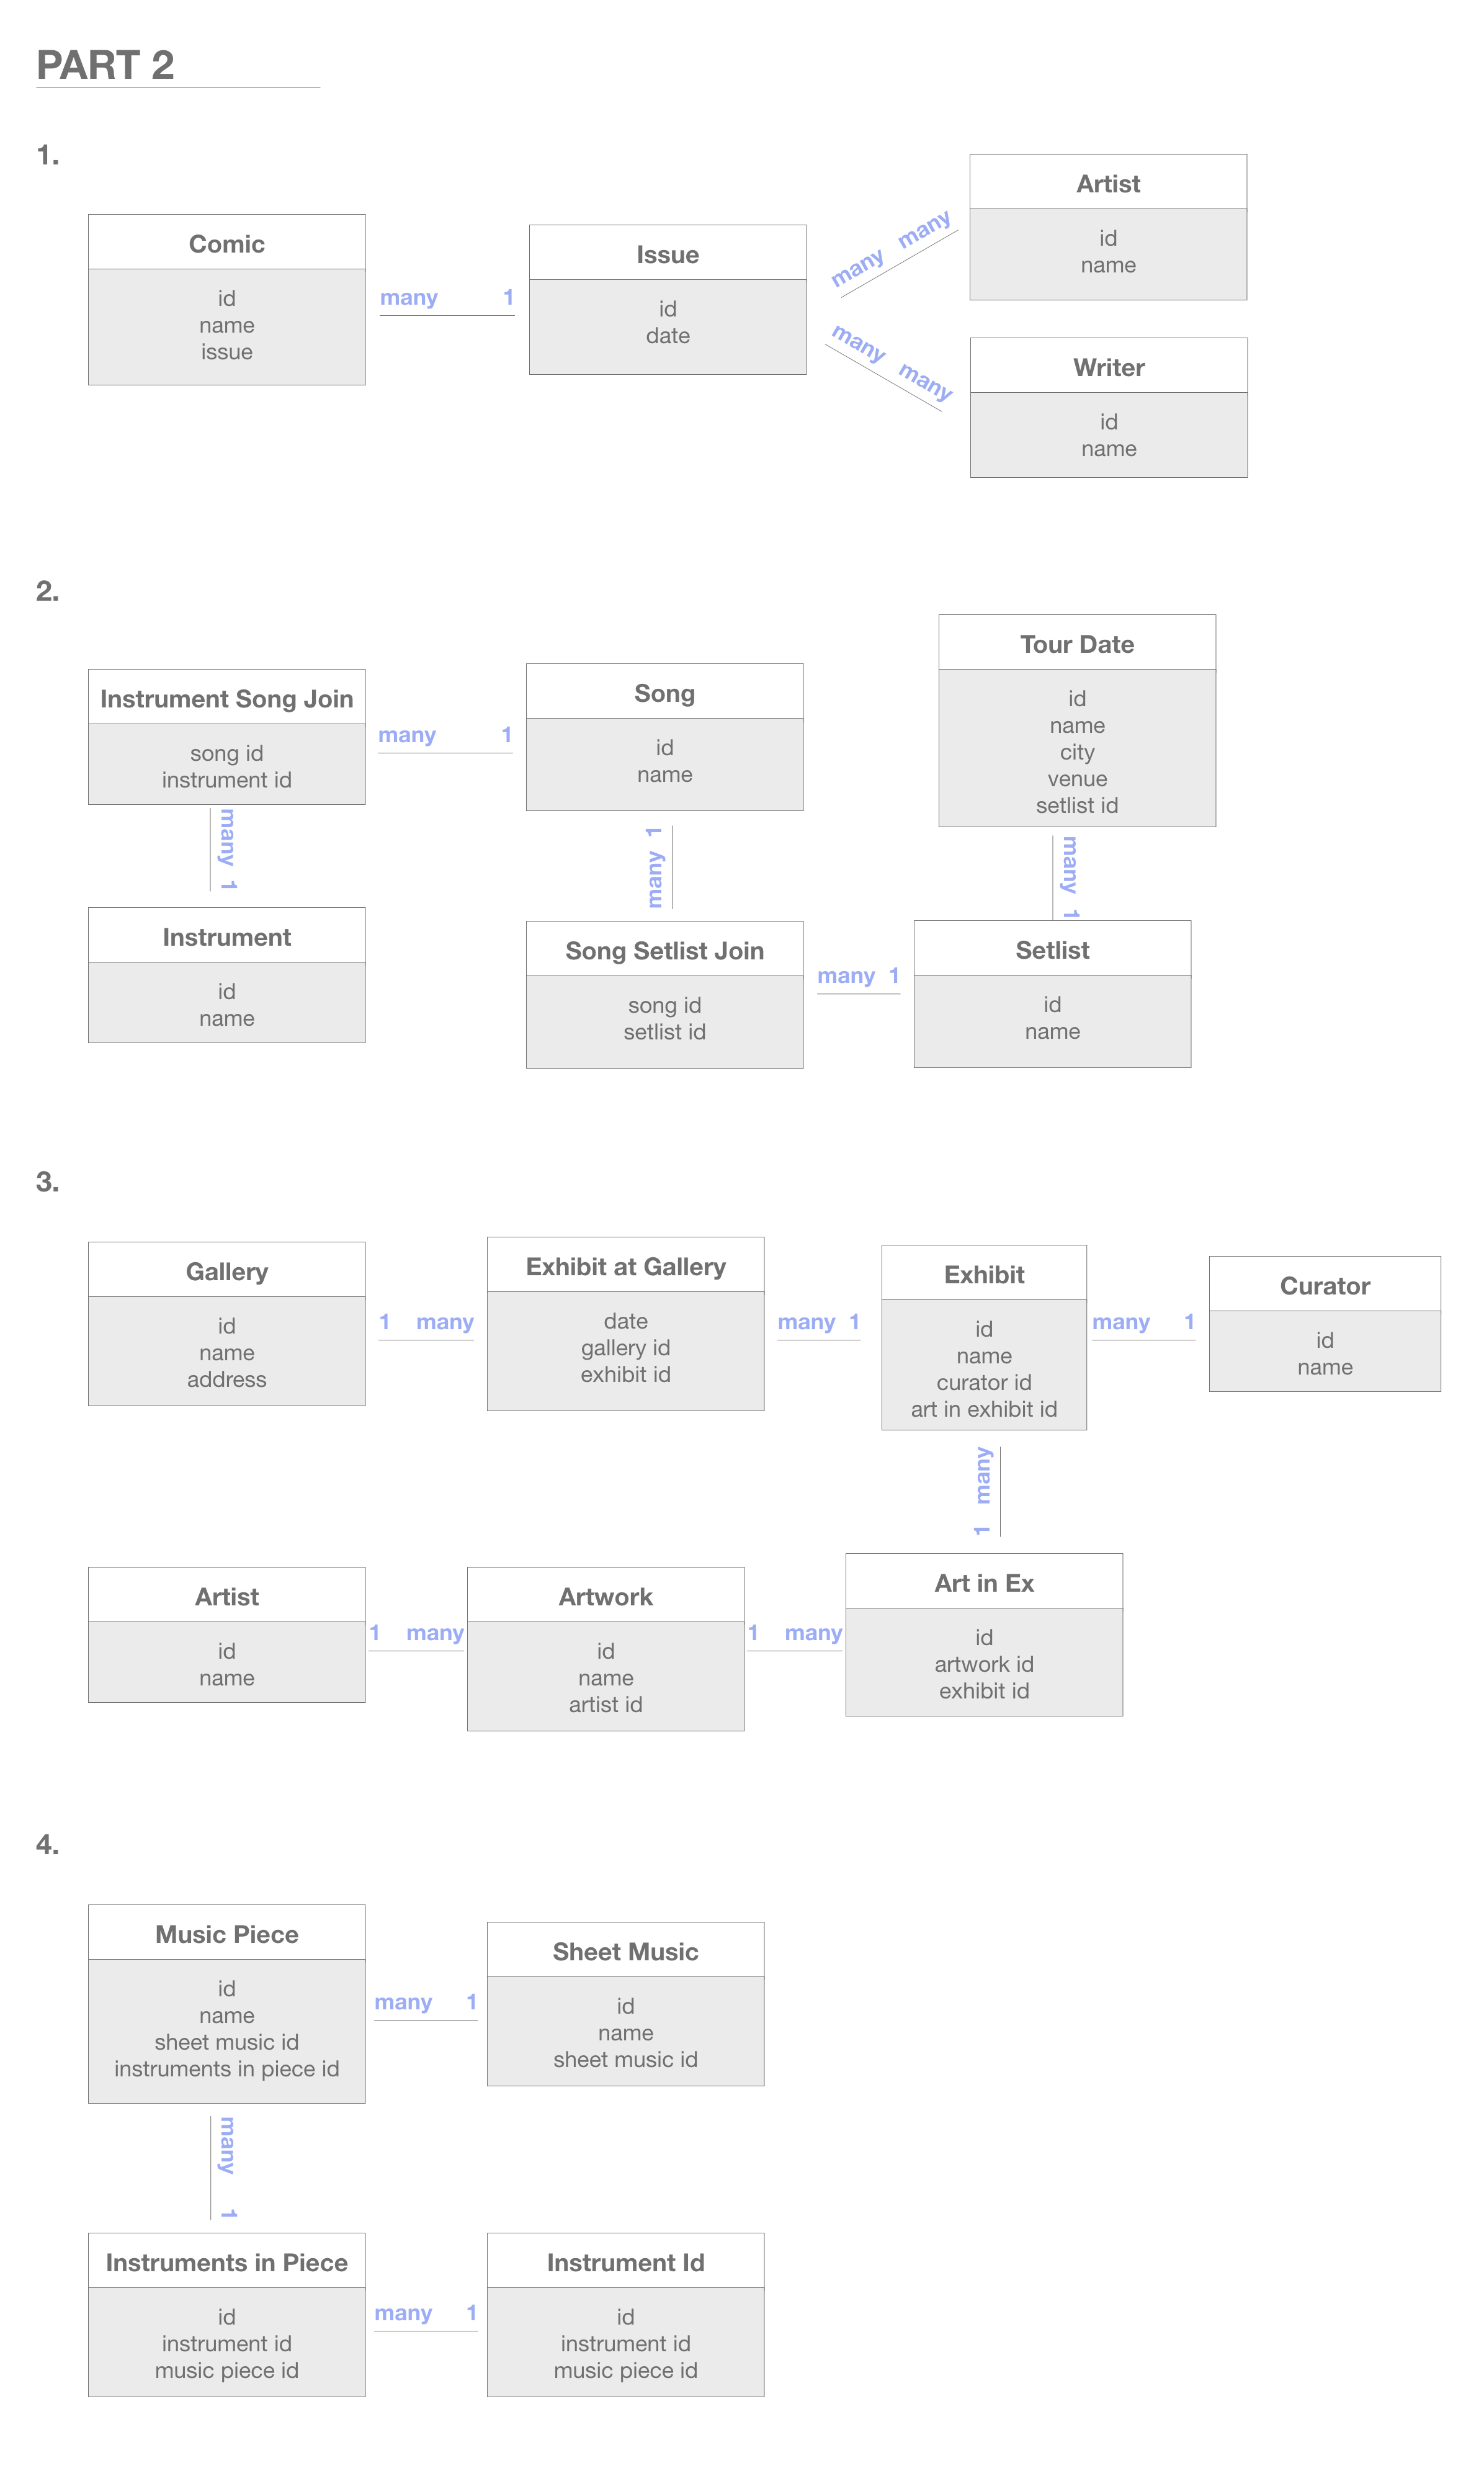 PART 2
1.
Comic
id
name
issue
many 1
Issue
id
date
many many
many many
Artist
id
name
Writer
id
name
2.
Instrument Song Join
song id
instrument id
many 1
Song
id
name
Tour Date
id
name
city
venue
setlist id
many 1
many 1
many 1
Instrument
id
name
Song Setlist Join
song id
setlist id
many 1
Setlist
id
name
3.
Gallery
id
name
address
1 many
Exhibit at Gallery
date
gallery id
exhibit id
many 1
Exhibit
id
name
curator id
art in exhibit id
many 1
Curator
id
name
1 many
Artist
id
name
1 many
Artwork
id
name
artist id
1 many
Art in Ex
id
artwork id
exhibit id
4.
Music Piece
id
name
sheet music id
instruments in piece id
many 1
Sheet Music
id
name
sheet music id
many 1
Instruments in Piece
id
instrument id
music piece id
many 1
Instrument Id
id
instrument id
music piece id